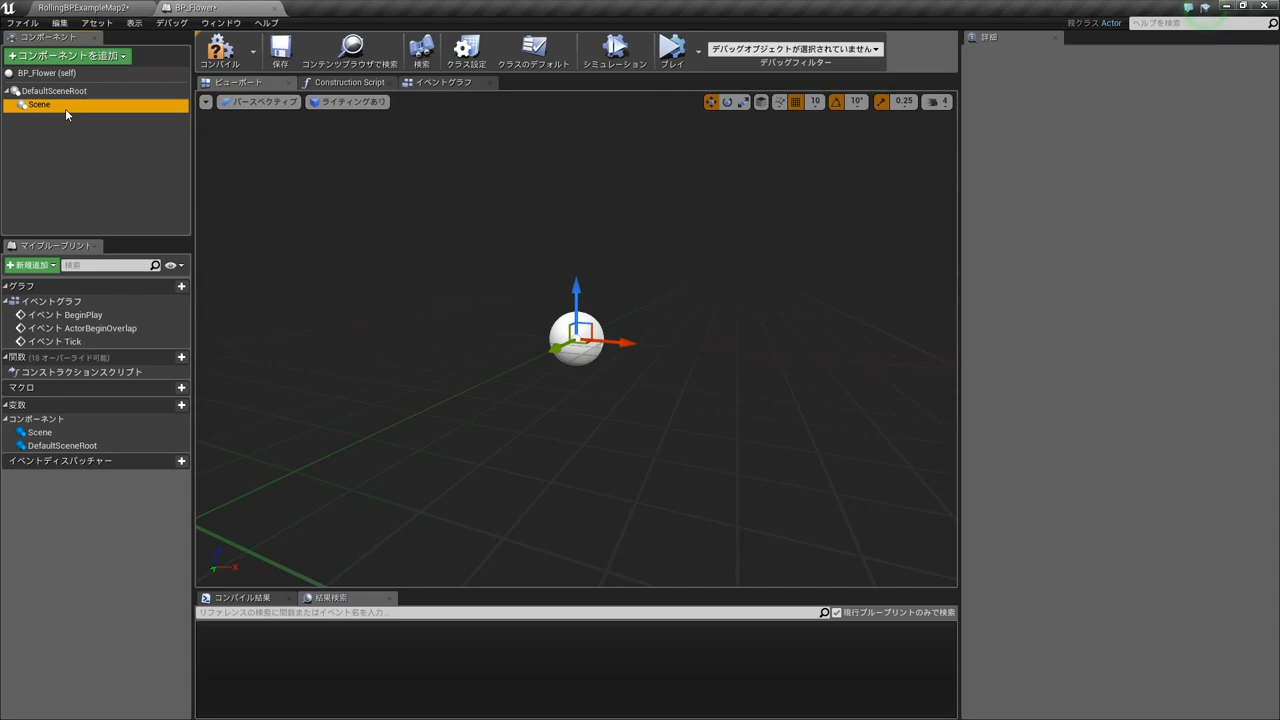 RollingBPExampleMap2*
BP_Flower*
ファイル 編集 アセット 表示 デバッグ ウィンドウ ヘルプ
親クラス Actor
ヘルプを検索
コンポーネント
+コンポーネントを追加
BP_Flower (self)
DefaultSceneRoot
Scene
コンパイル
保存
コンテンツブラウザで検索
検索
クラス設定
クラスのデフォルト
シミュレーション
プレイ
デバッグオブジェクトが選択されていません
デバッグフィルター
詳細
ビューポート
Construction Script
イベントグラフ
パースペクティブ
ライティングあり
10
10°
0.25
4
マイブループリント
+新規追加
検索
グラフ
イベントグラフ
イベント BeginPlay
イベント ActorBeginOverlap
イベント Tick
関数 (18 オーバーライド可能)
コンストラクションスクリプト
マクロ
変数
コンポーネント
Scene
DefaultSceneRoot
イベントディスパッチャー
X
コンパイル結果
結果検索
リファレンスの検索に関数またはイベント名を入力...
現行ブループリントのみで検索